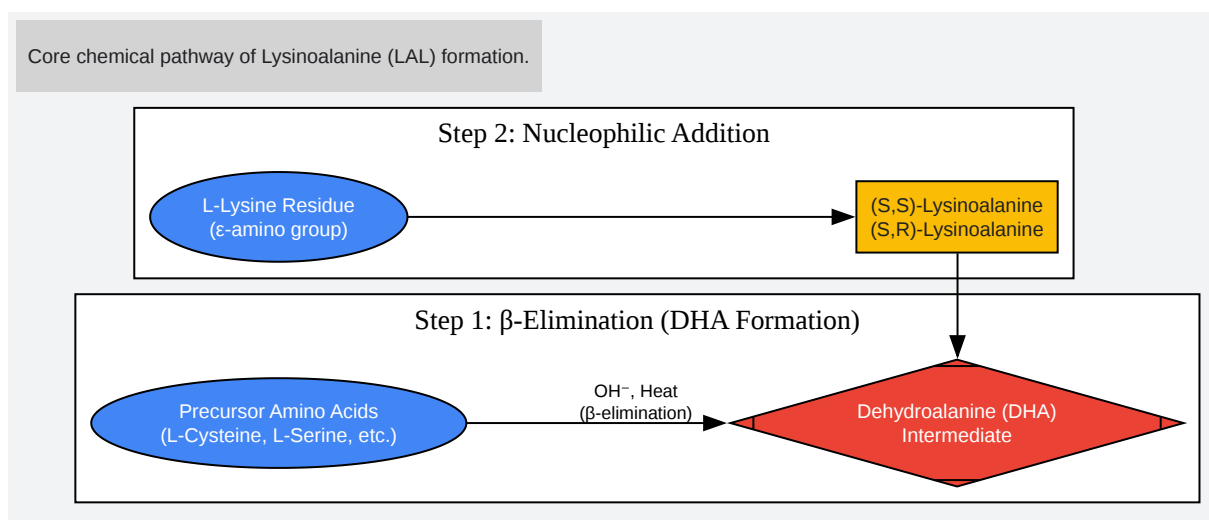 Core chemical pathway of Lysinoalanine (LAL) formation.
Step 2: Nucleophilic Addition
L-Lysine Residue
(ε-amino group)
(S,S)-Lysinoalanine
(S,R)-Lysinoalanine
Step 1: β-Elimination (DHA Formation)
Precursor Amino Acids
(L-Cysteine, L-Serine, etc.)
OH⁻, Heat
(β-elimination)
Dehydroalanine (DHA)
Intermediate